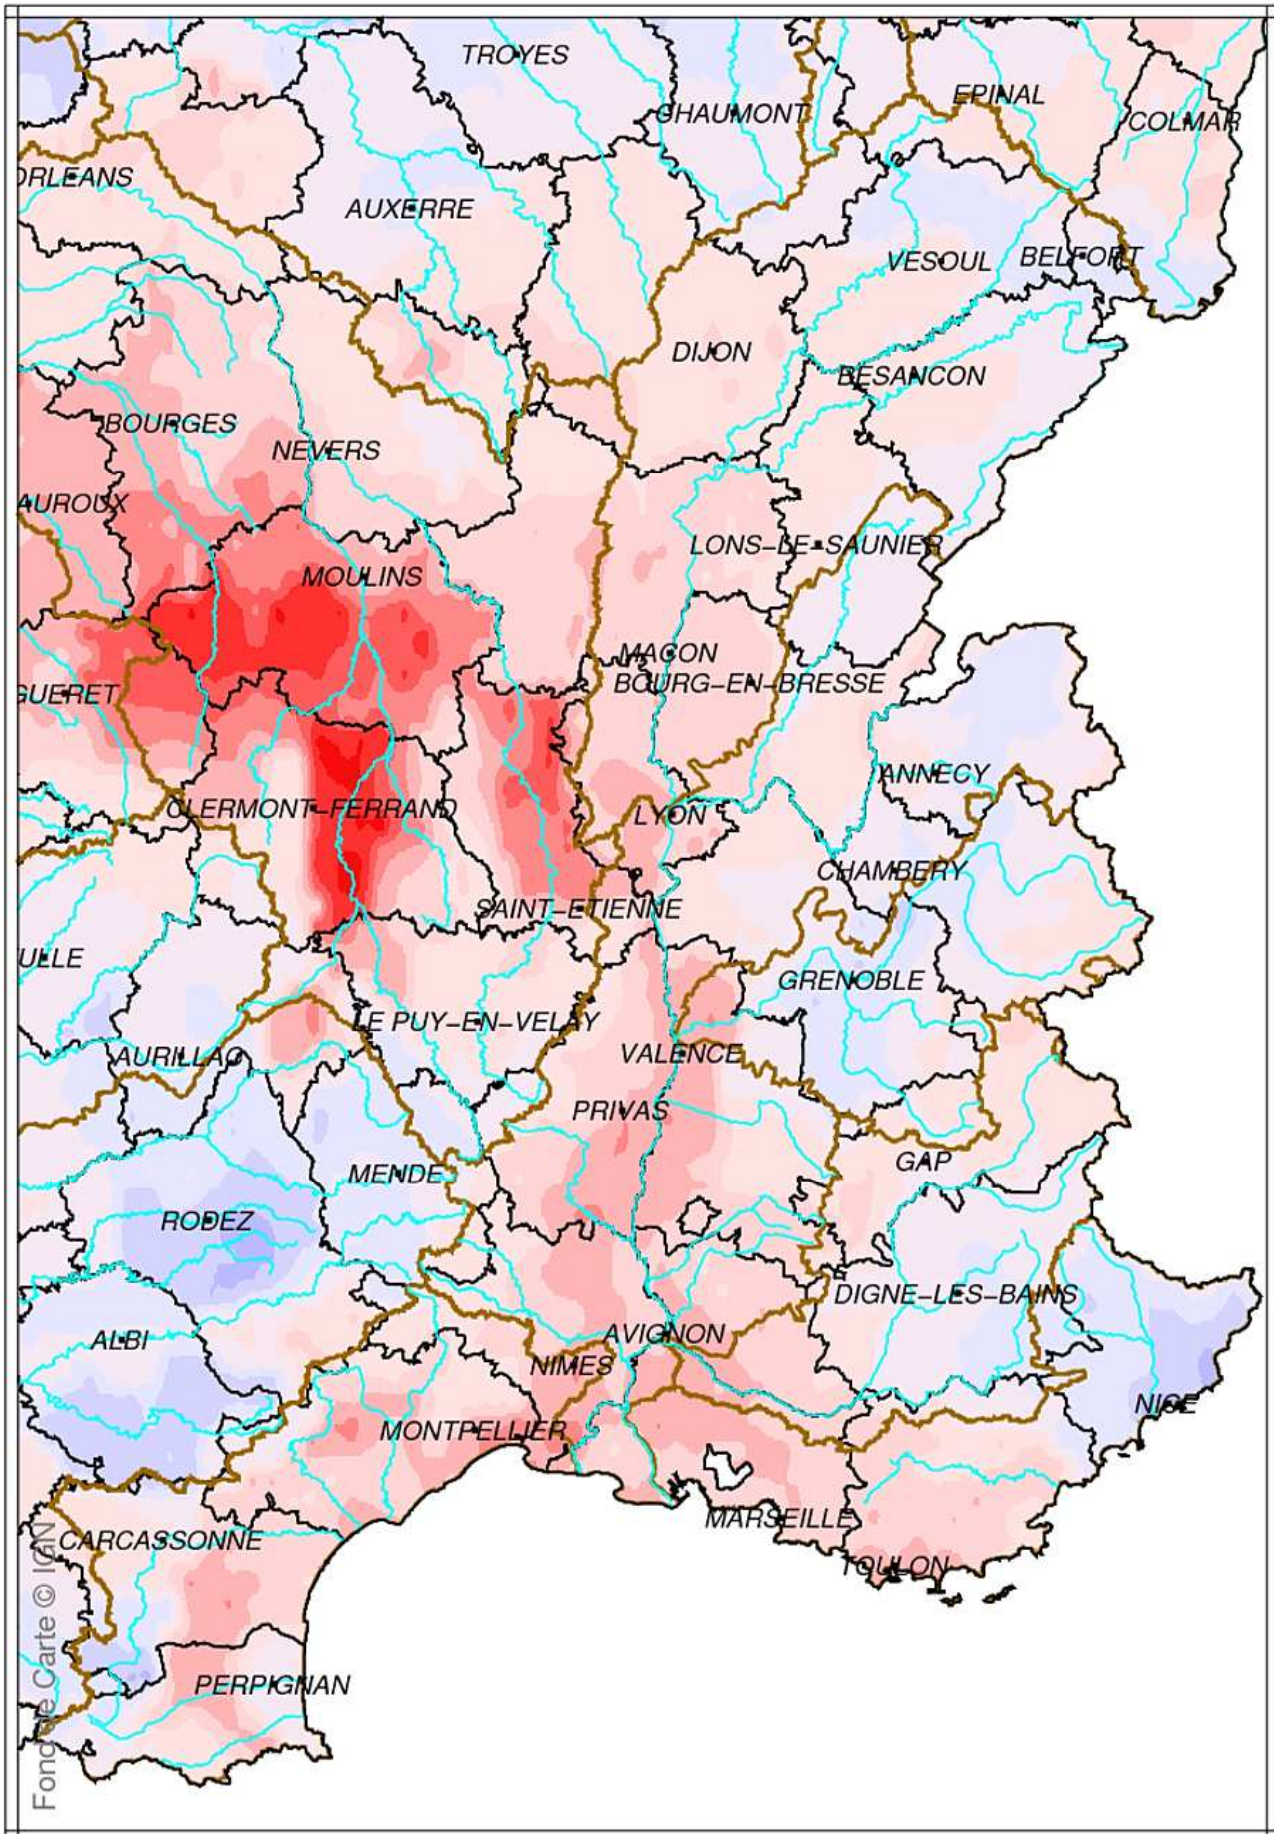 TROYES
EPINAL
CHAUMONT
COLMAR
ORLEANS
AUXERRE
VESOUL
BELFORT
DIJON
BESANCON
BOURGES
NEVERS
AUROUX
LONS-LE-SAUNIER
MOULINS
MACON
BOURG-EN-BRESSE
GUERET
ANNECY
CLERMONT-FERRAND
LYON
CHAMBERY
SAINT-ETIENNE
ULLE
GRENOBLE
LE PUY-EN-VELAY
AURILLAC
VALENCE
PRIVAS
GAP
MENDE
RODEZ
DIGNE-LES-BAINS
ALBI
AVIGNON
NIMES
NICE
MONTPELLIER
MARSEILLE
CARCASSONNE
TOULON
PERPIGNAN
Fond de Carte © IGN